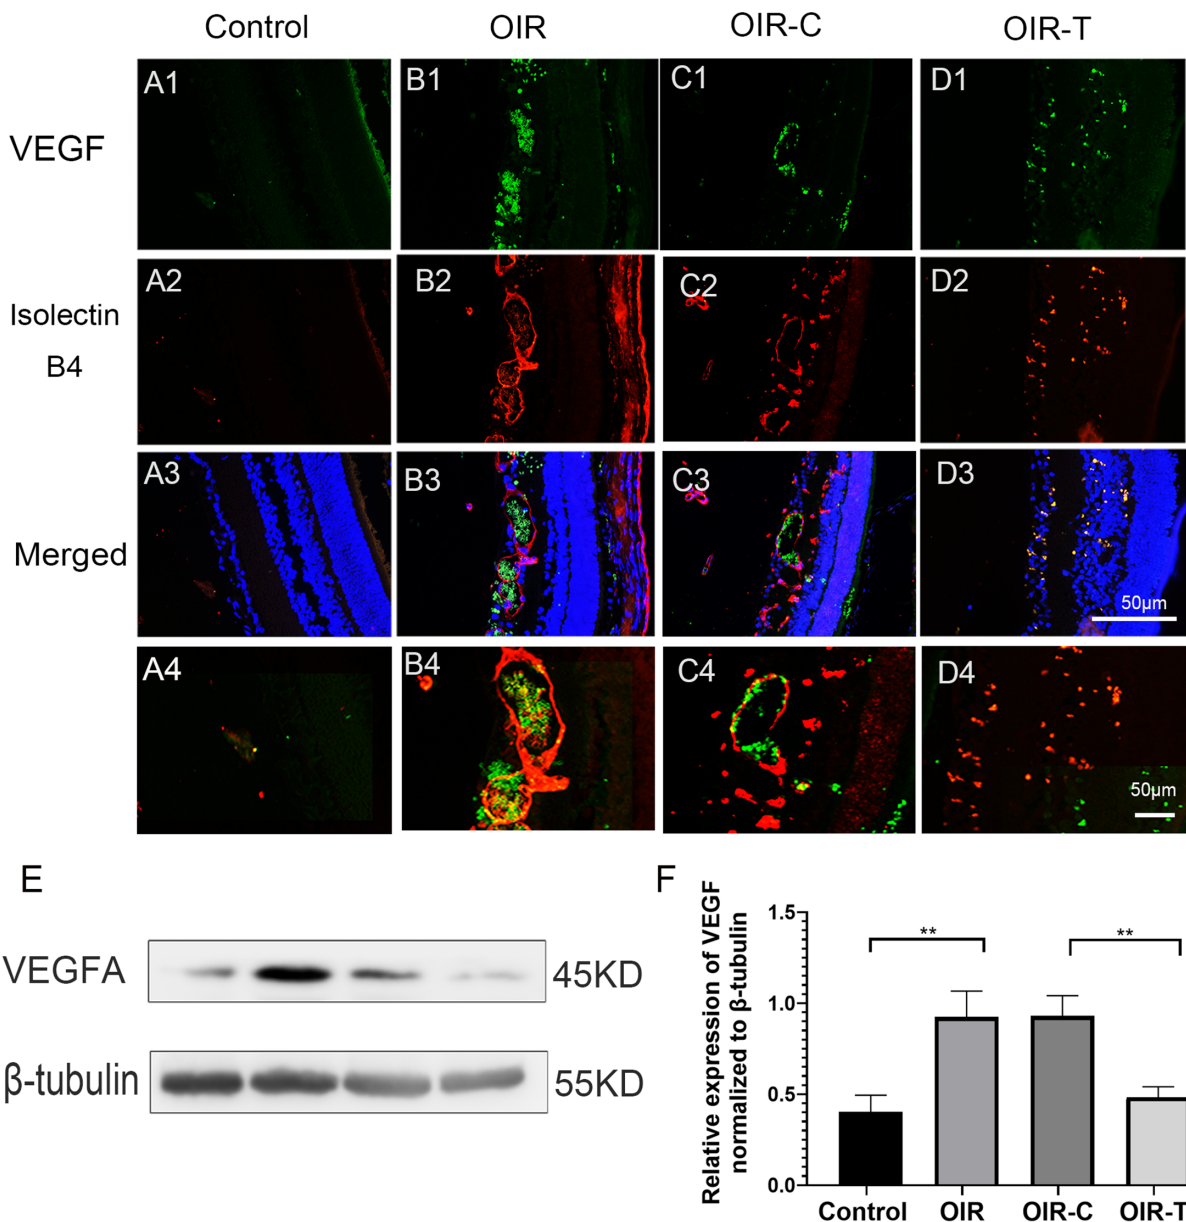 Control OIR OIR-C OIR-T
VEGF A1 B1 C1 D1
Isolectin
B4
A2 B2 C2 D2
Merged A3 B3 C3 D3
50μm
A4 B4 C4 D4
50μm
E
VEGFA 45KD
β-tubulin 55KD
F
Relative expression of VEGF
normalized to β-tubulin
1.5
1.0
0.5
0.0
** **
Control OIR OIR-C OIR-T